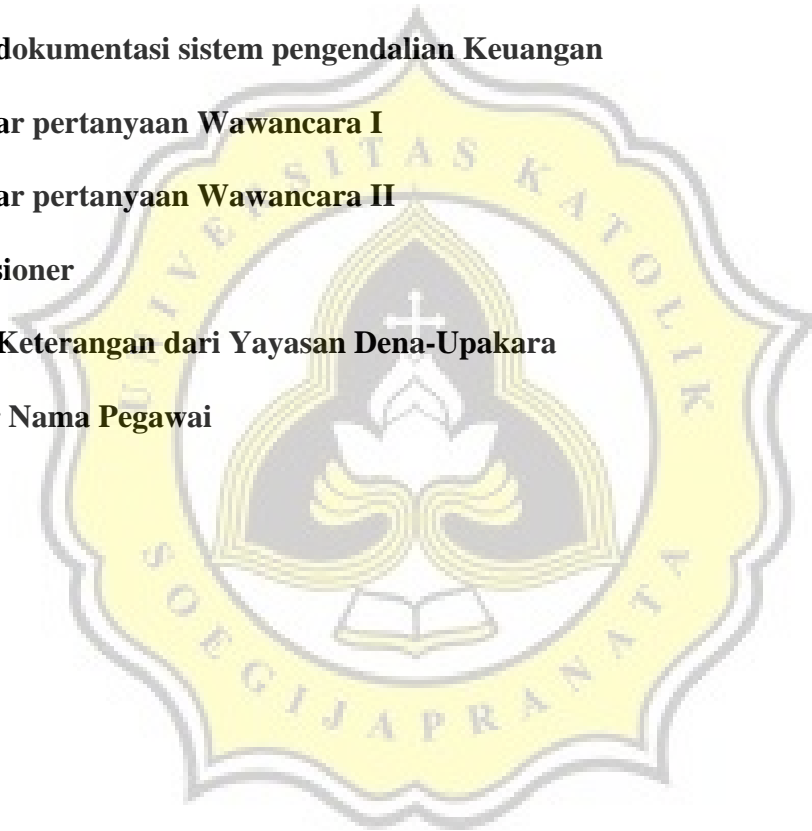 dokumentasi sistem pengendalian Keuangan
ar pertanyaan Wawancara I
ar pertanyaan Wawancara II
sioner
Keterangan dari Yayasan Dena-Upakara
Nama Pegawai
UNIVERSITAS KATOLIK
SOEGIJAPRANATA